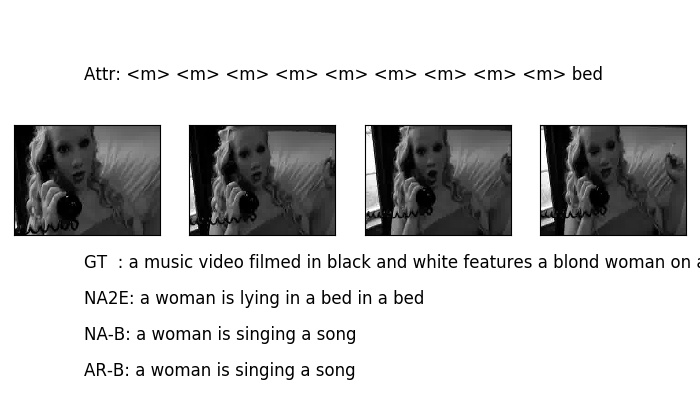 Attr: <m> <m> <m> <m> <m> <m> <m> <m> <m> bed
GT : a music video filmed in black and white features a blond woman on
NA2E: a woman is lying in a bed in a bed
NA-B: a woman is singing a song
AR-B: a woman is singing a song